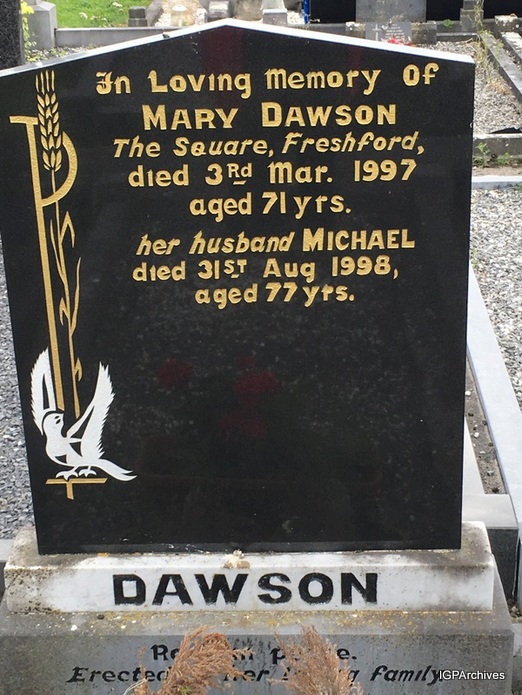 In Loving memory Of
MARY DAWSON
The Square, Freshford,
died 3Rd Mar. 1997
aged 71 yrs.
her husband MICHAEL
died 31ST Aug 1998,
aged 77 yrs.
DAWSON
Erected family
IGPArchives